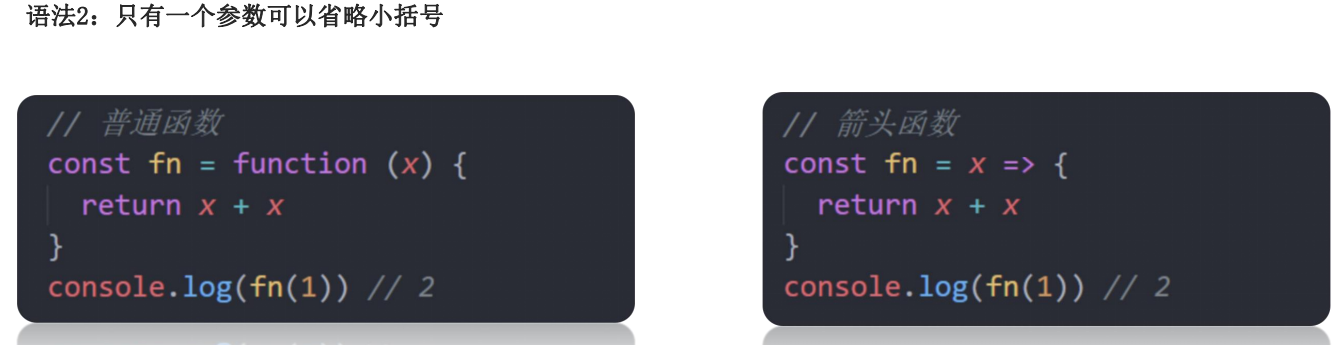 语法2：只有一个参数可以省略小括号
// 普通函数
const fn = function (x) {
  return x + x
}
console.log(fn(1)) // 2
// 箭头函数
const fn = x => {
  return x + x
}
console.log(fn(1)) // 2